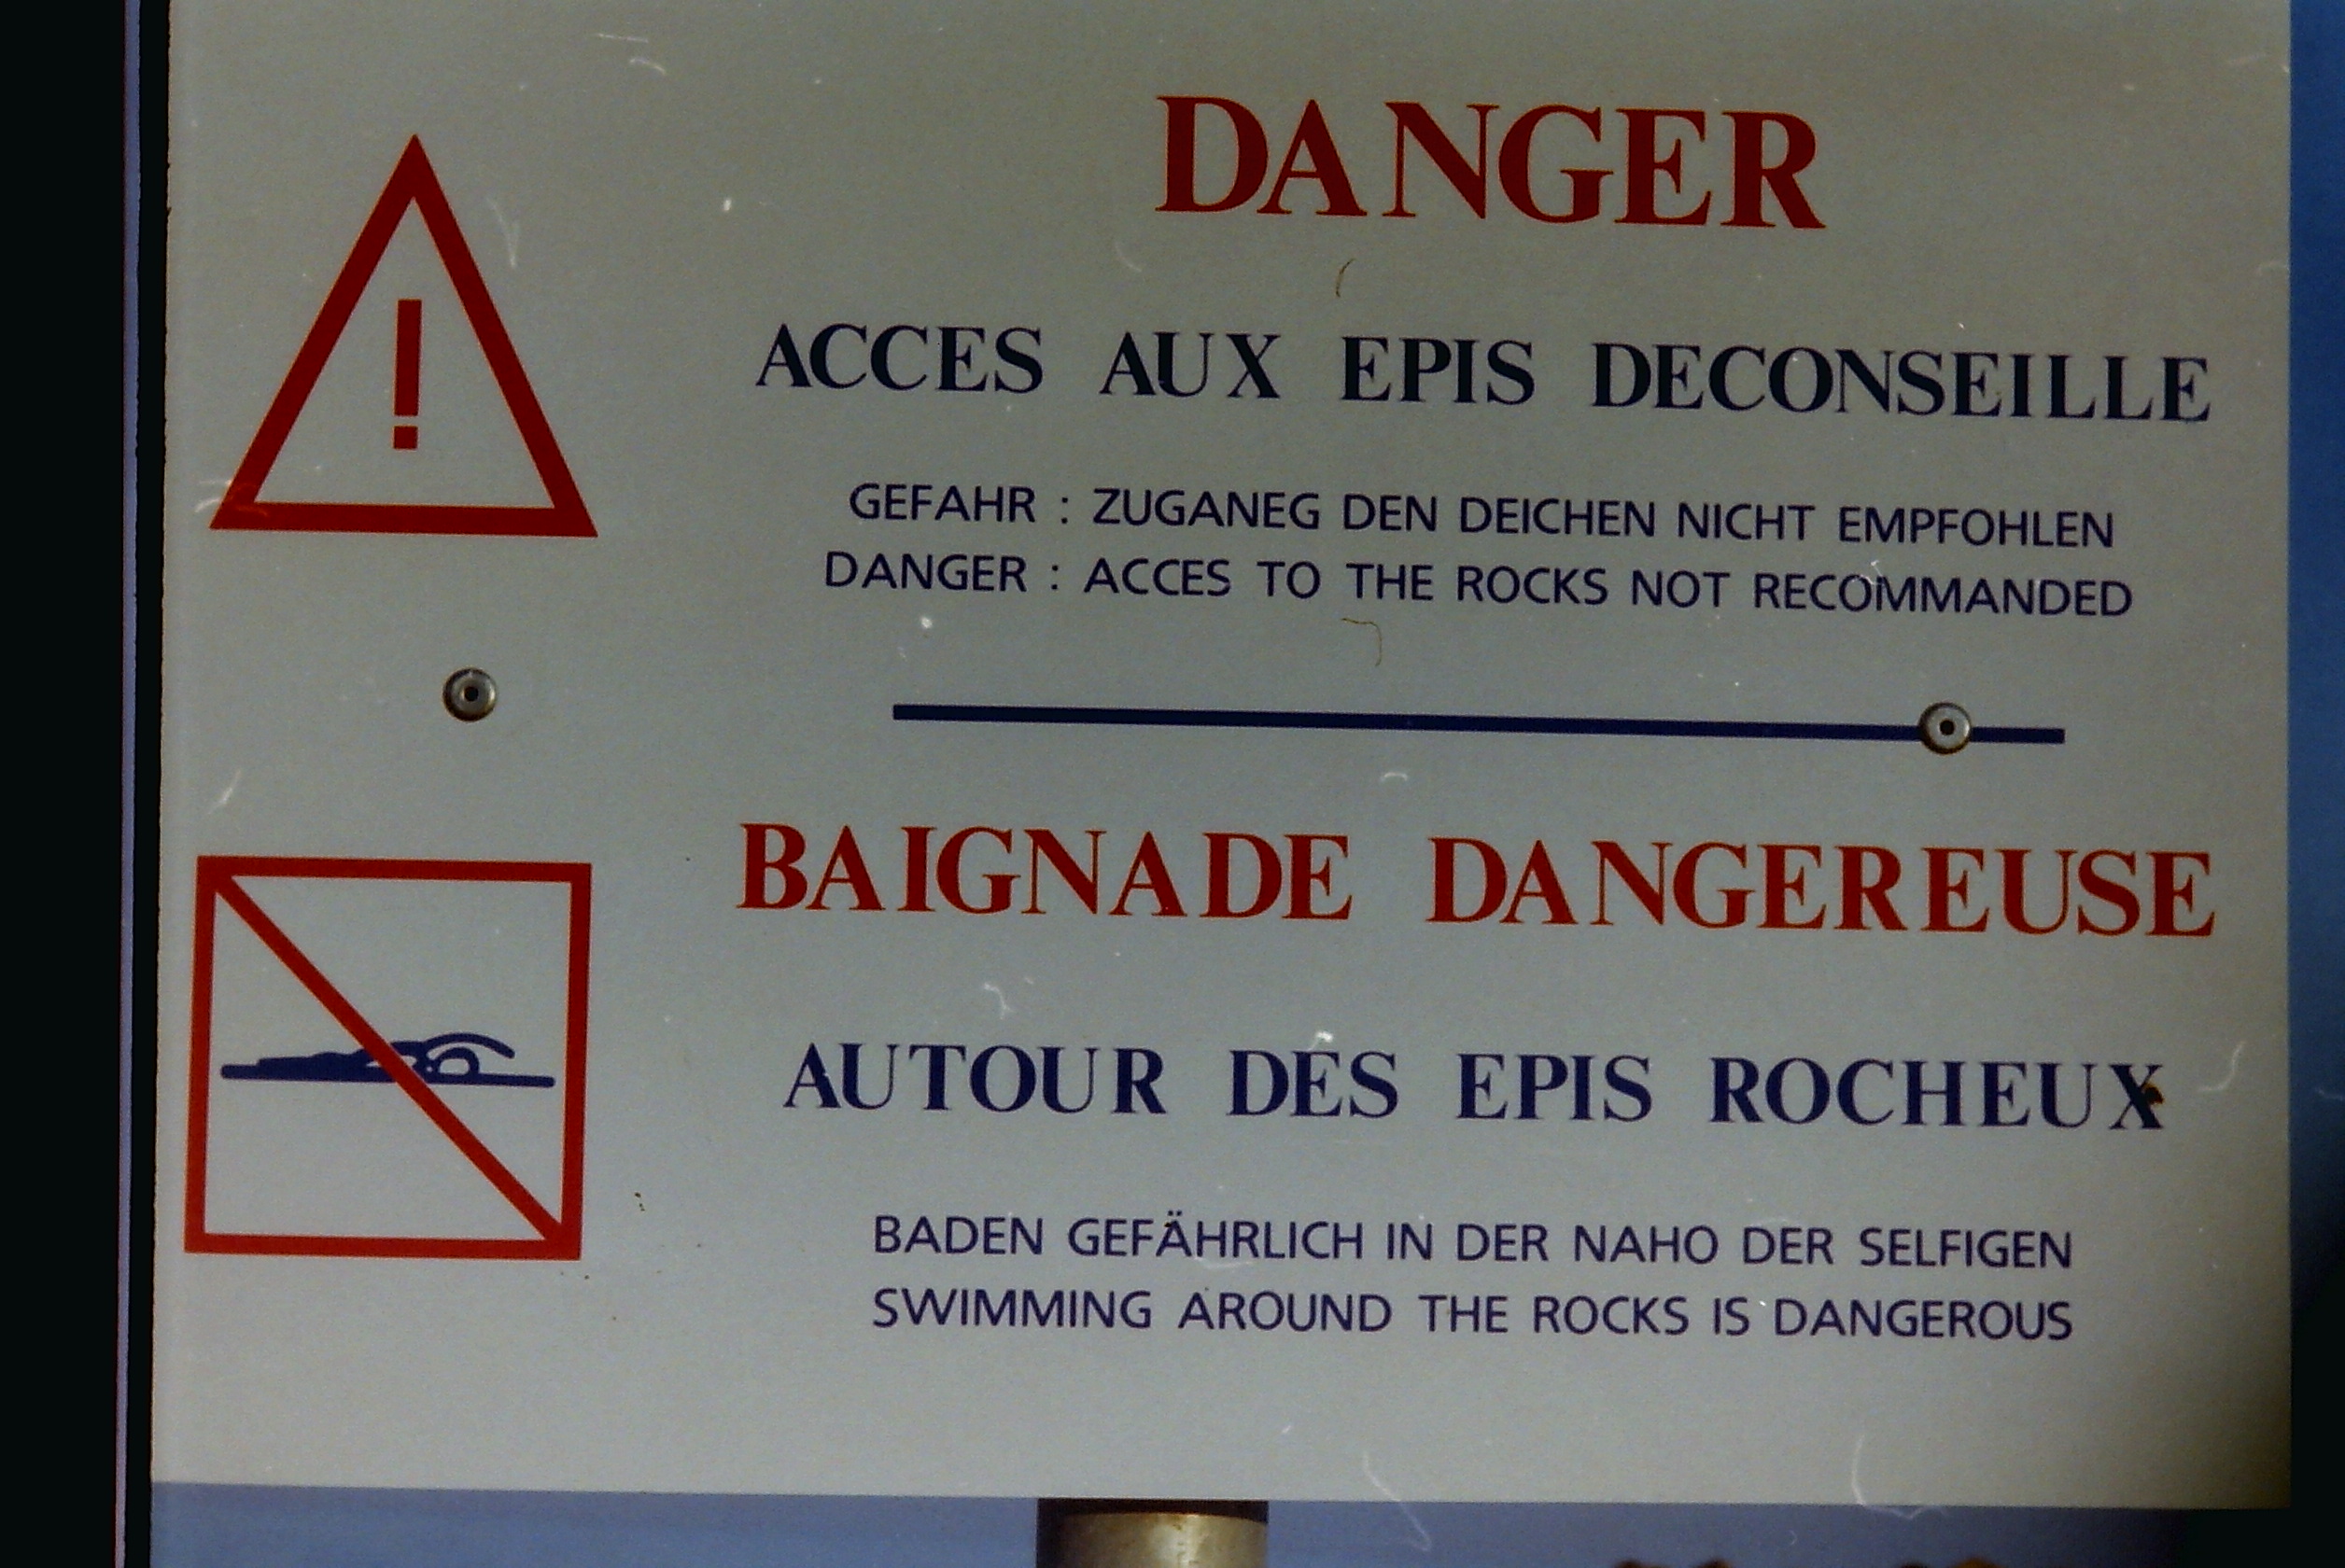 DANGER
ACCES AUX EPIS DECONSEILLE
GEFAHR : ZUGANEG DEN DEICHEN NICHT EMPFOHLEN
DANGER : ACCES TO THE ROCKS NOT RECOMMANDED
BAIGNADE DANGEREUSE
AUTOUR DES EPIS ROCHEUX
BADEN GEFÄHRLICH IN DER NAHO DER SELFIGEN
SWIMMING AROUND THE ROCKS IS DANGEROUS